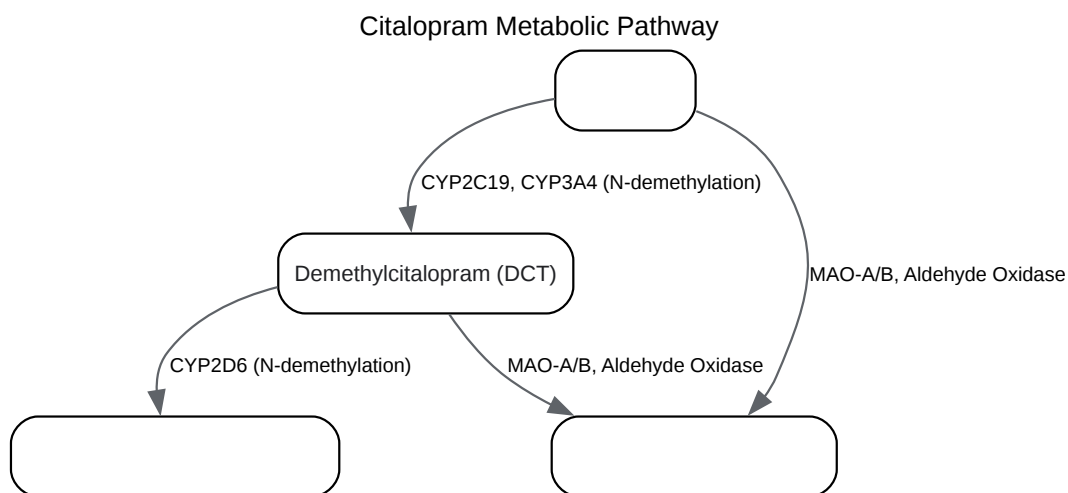 Citalopram Metabolic Pathway
CYP2C19, CYP3A4 (N-demethylation)
Demethylcitalopram (DCT)
MAO-A/B, Aldehyde Oxidase
CYP2D6 (N-demethylation)
MAO-A/B, Aldehyde Oxidase